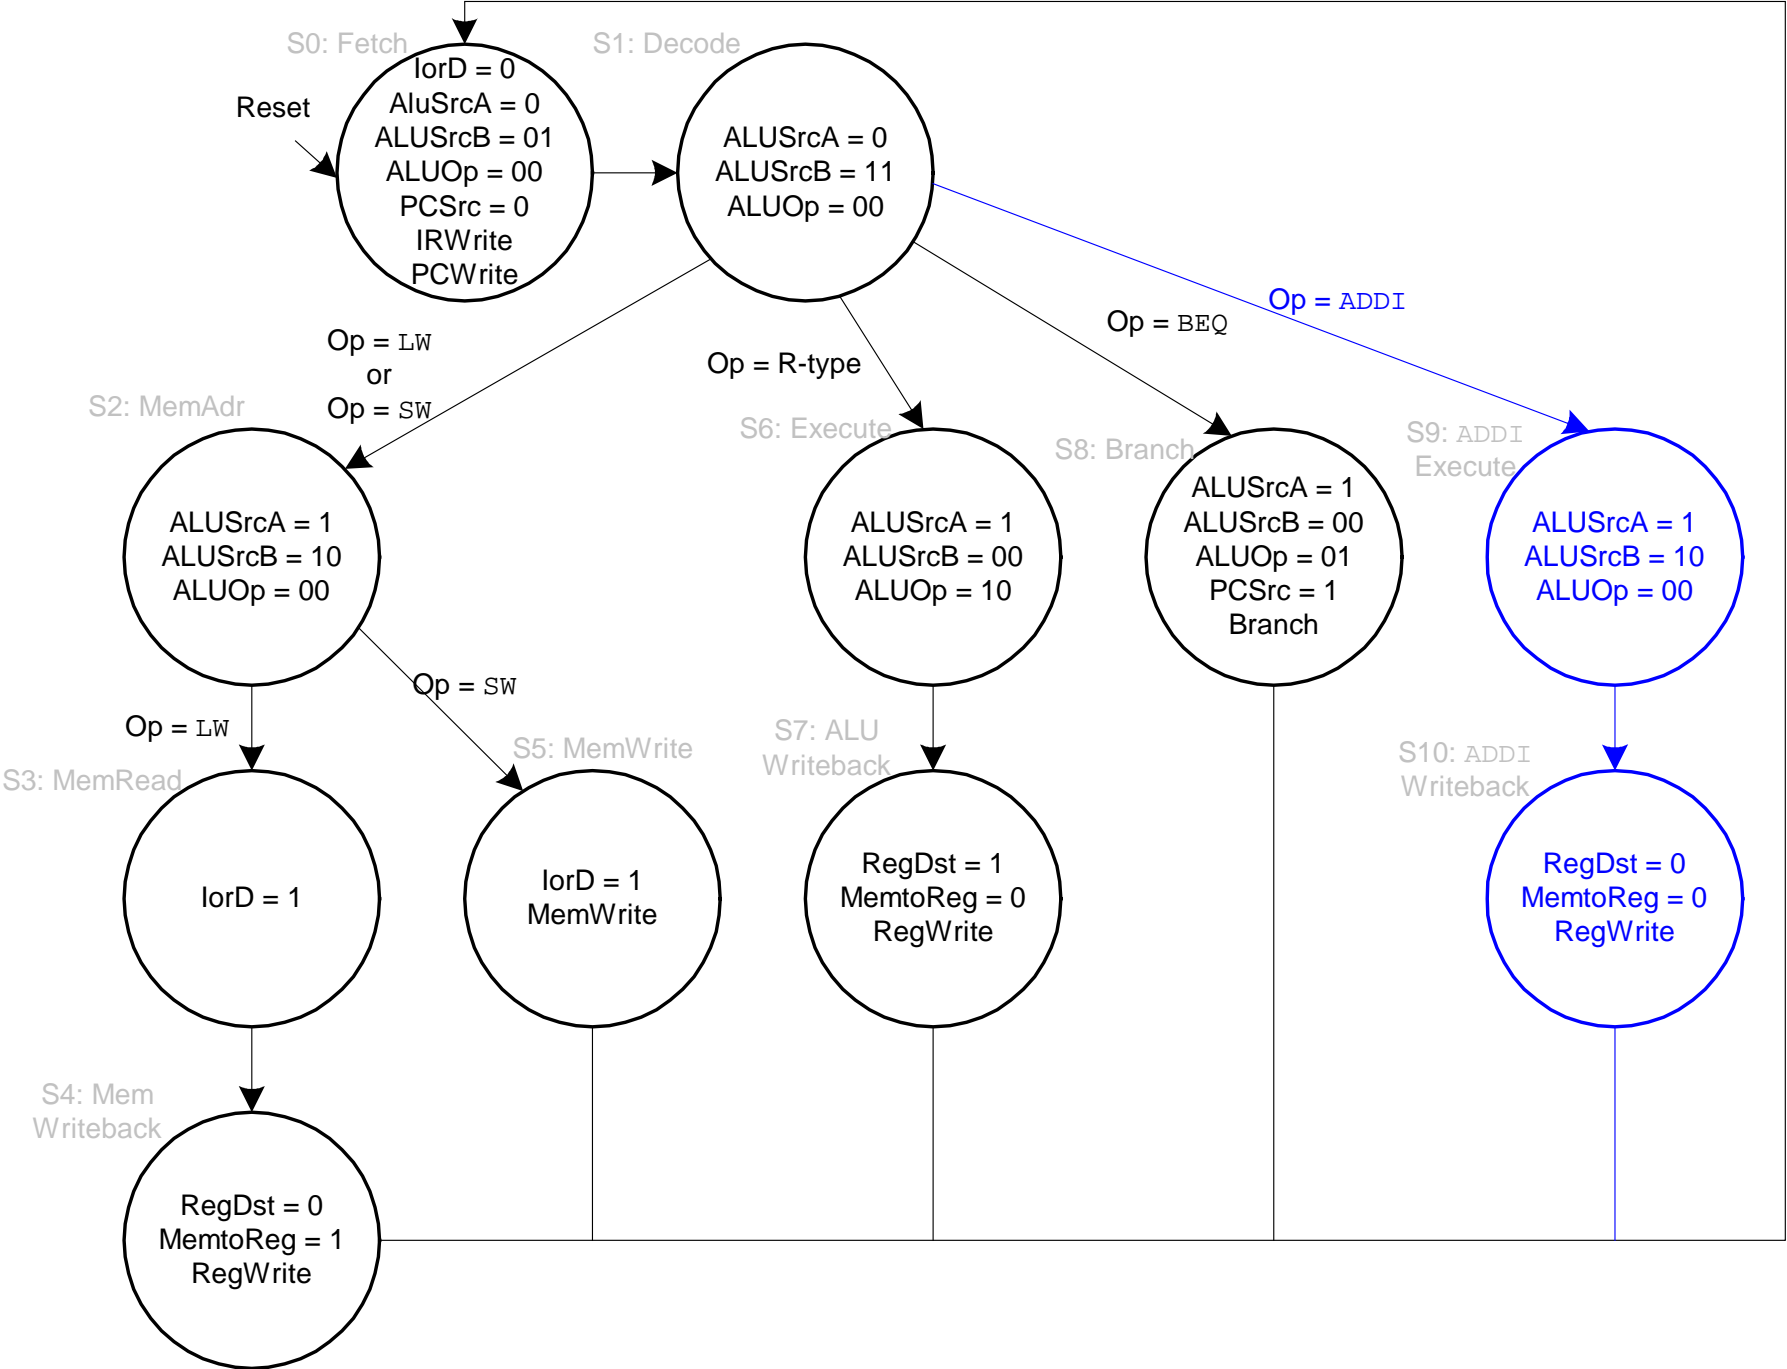 S0: Fetch
S1: Decode
Reset
IorD = 0
AluSrcA = 0
ALUSrcB = 01
ALUOp = 00
PCSrc = 0
IRWrite
PCWrite
ALUSrcA = 0
ALUSrcB = 11
ALUOp = 00
Op = LW
or
Op = SW
Op = R-type
Op = BEQ
Op = ADDI
S2: MemAdr
ALUSrcA = 1
ALUSrcB = 10
ALUOp = 00
S6: Execute
ALUSrcA = 1
ALUSrcB = 00
ALUOp = 10
S8: Branch
ALUSrcA = 1
ALUSrcB = 00
ALUOp = 01
PCSrc = 1
Branch
S9: ADDI
Execute
ALUSrcA = 1
ALUSrcB = 10
ALUOp = 00
Op = LW
Op = SW
S3: MemRead
IorD = 1
S5: MemWrite
IorD = 1
MemWrite
S7: ALU
Writeback
RegDst = 1
MemtoReg = 0
RegWrite
S10: ADDI
Writeback
RegDst = 0
MemtoReg = 0
RegWrite
S4: Mem
Writeback
RegDst = 0
MemtoReg = 1
RegWrite